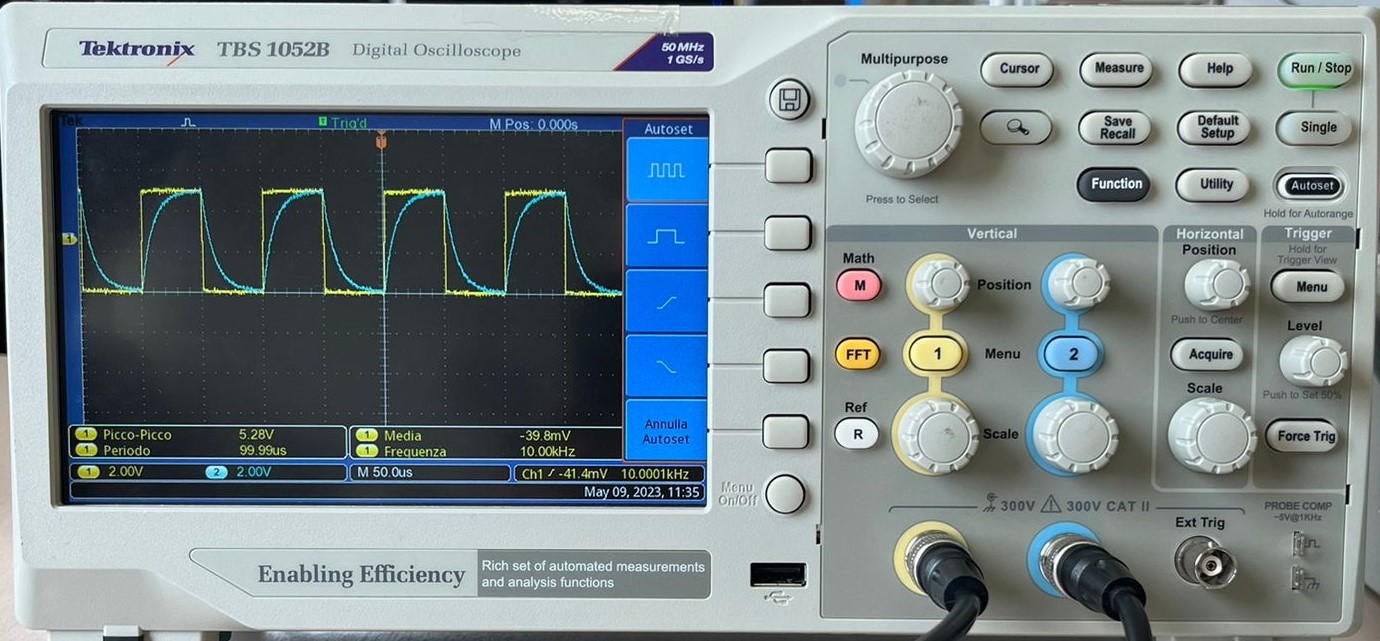 Tektronix TBS 1052B Digital Oscilloscope
50 MHz
1 GS/s
Tek
Trig'd
M Pos: 0.000s
Autoset
1
Annulla
Autoset
1 Picco-Picco 5.28V
1 Periodo 99.99us
1 Media -39.8mV
1 Frequenza 10.00kHz
1 2.00V
2 2.00V
M 50.0us
Ch1 -41.4mV 10.0001kHz
May 09, 2023, 11:35
Menu
On/Off
Enabling Efficiency
Rich set of automated measurements
and analysis functions
Multipurpose
Press to Select
Cursor
Measure
Help
Run / Stop
Save
Recall
Default
Setup
Single
Function
Utility
Autoset
Hold for Autorange
Vertical
Math
M
Position
FFT
1
Menu
2
Ref
R
Scale
Horizontal
Position
Push to Center
Acquire
Scale
Trigger
Hold for
Trigger View
Menu
Level
Push to Set 50%
Force Trig
300V
300V CAT II
Ext Trig
PROBE COMP
~5V@1KHz